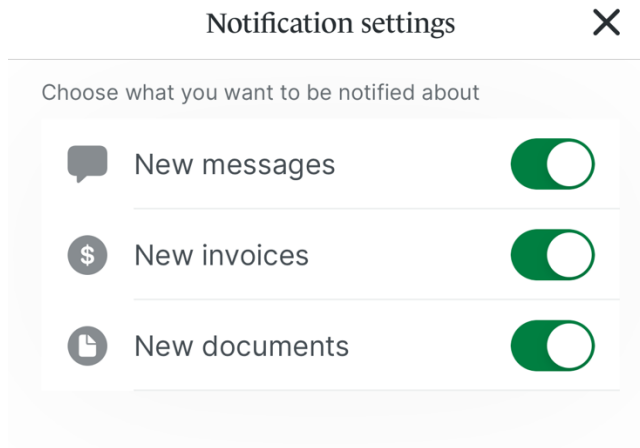 Notification settings
Choose what you want to be notified about
New messages
$
New invoices
New documents